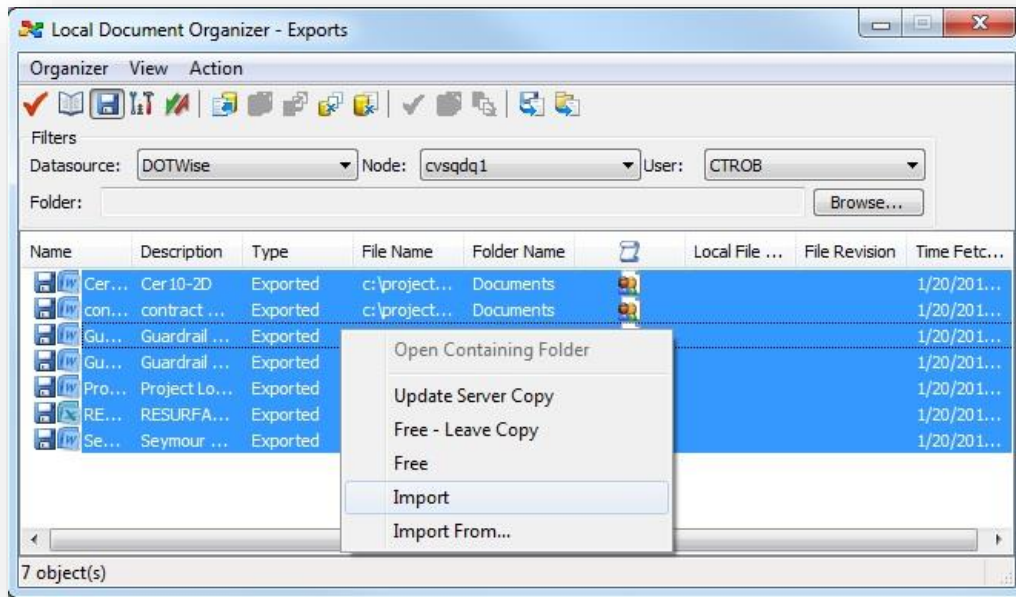 Local Document Organizer - Exports
Organizer View Action
Filters
Datasource: DOTWise Node: cvsqdq1 User: CTROB
Folder: Browse...
Name Description Type File Name Folder Name Local File ... File Revision Time Fetc...
Cer... Cer10-2D Exported c:\project... Documents 1/20/201...
con... contract ... Exported c:\project... Documents 1/20/201...
Gu... Guardrail ... Exported 1/20/201...
Gu... Guardrail ... Exported 1/20/201...
Pro... Project Lo... Exported 1/20/201...
RE... RESURFA... Exported 1/20/201...
Se... Seymour ... Exported 1/20/201...
Open Containing Folder
Update Server Copy
Free - Leave Copy
Free
Import
Import From...
7 object(s)